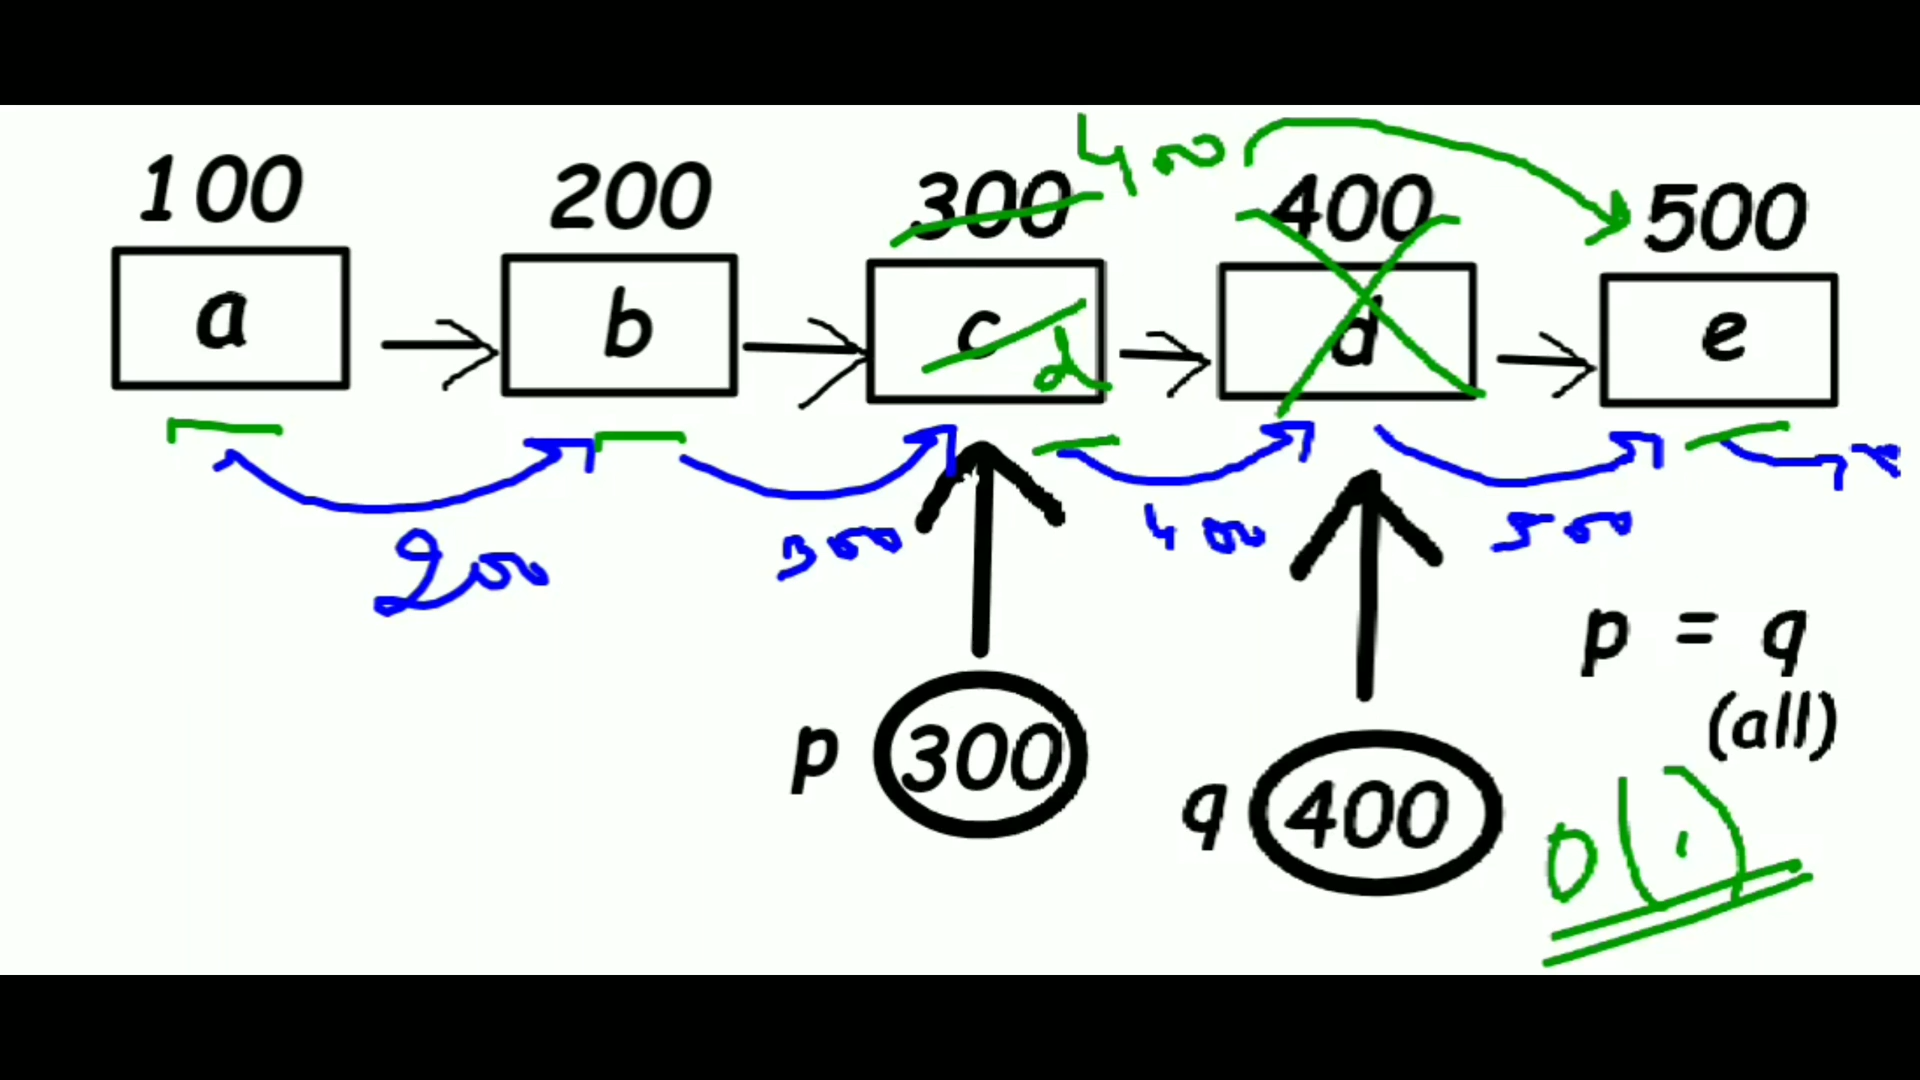 400
100 200 300 400 500
a b c d e
d
200 300 400 500
p = q
(all)
p 300
q 400
O(1)